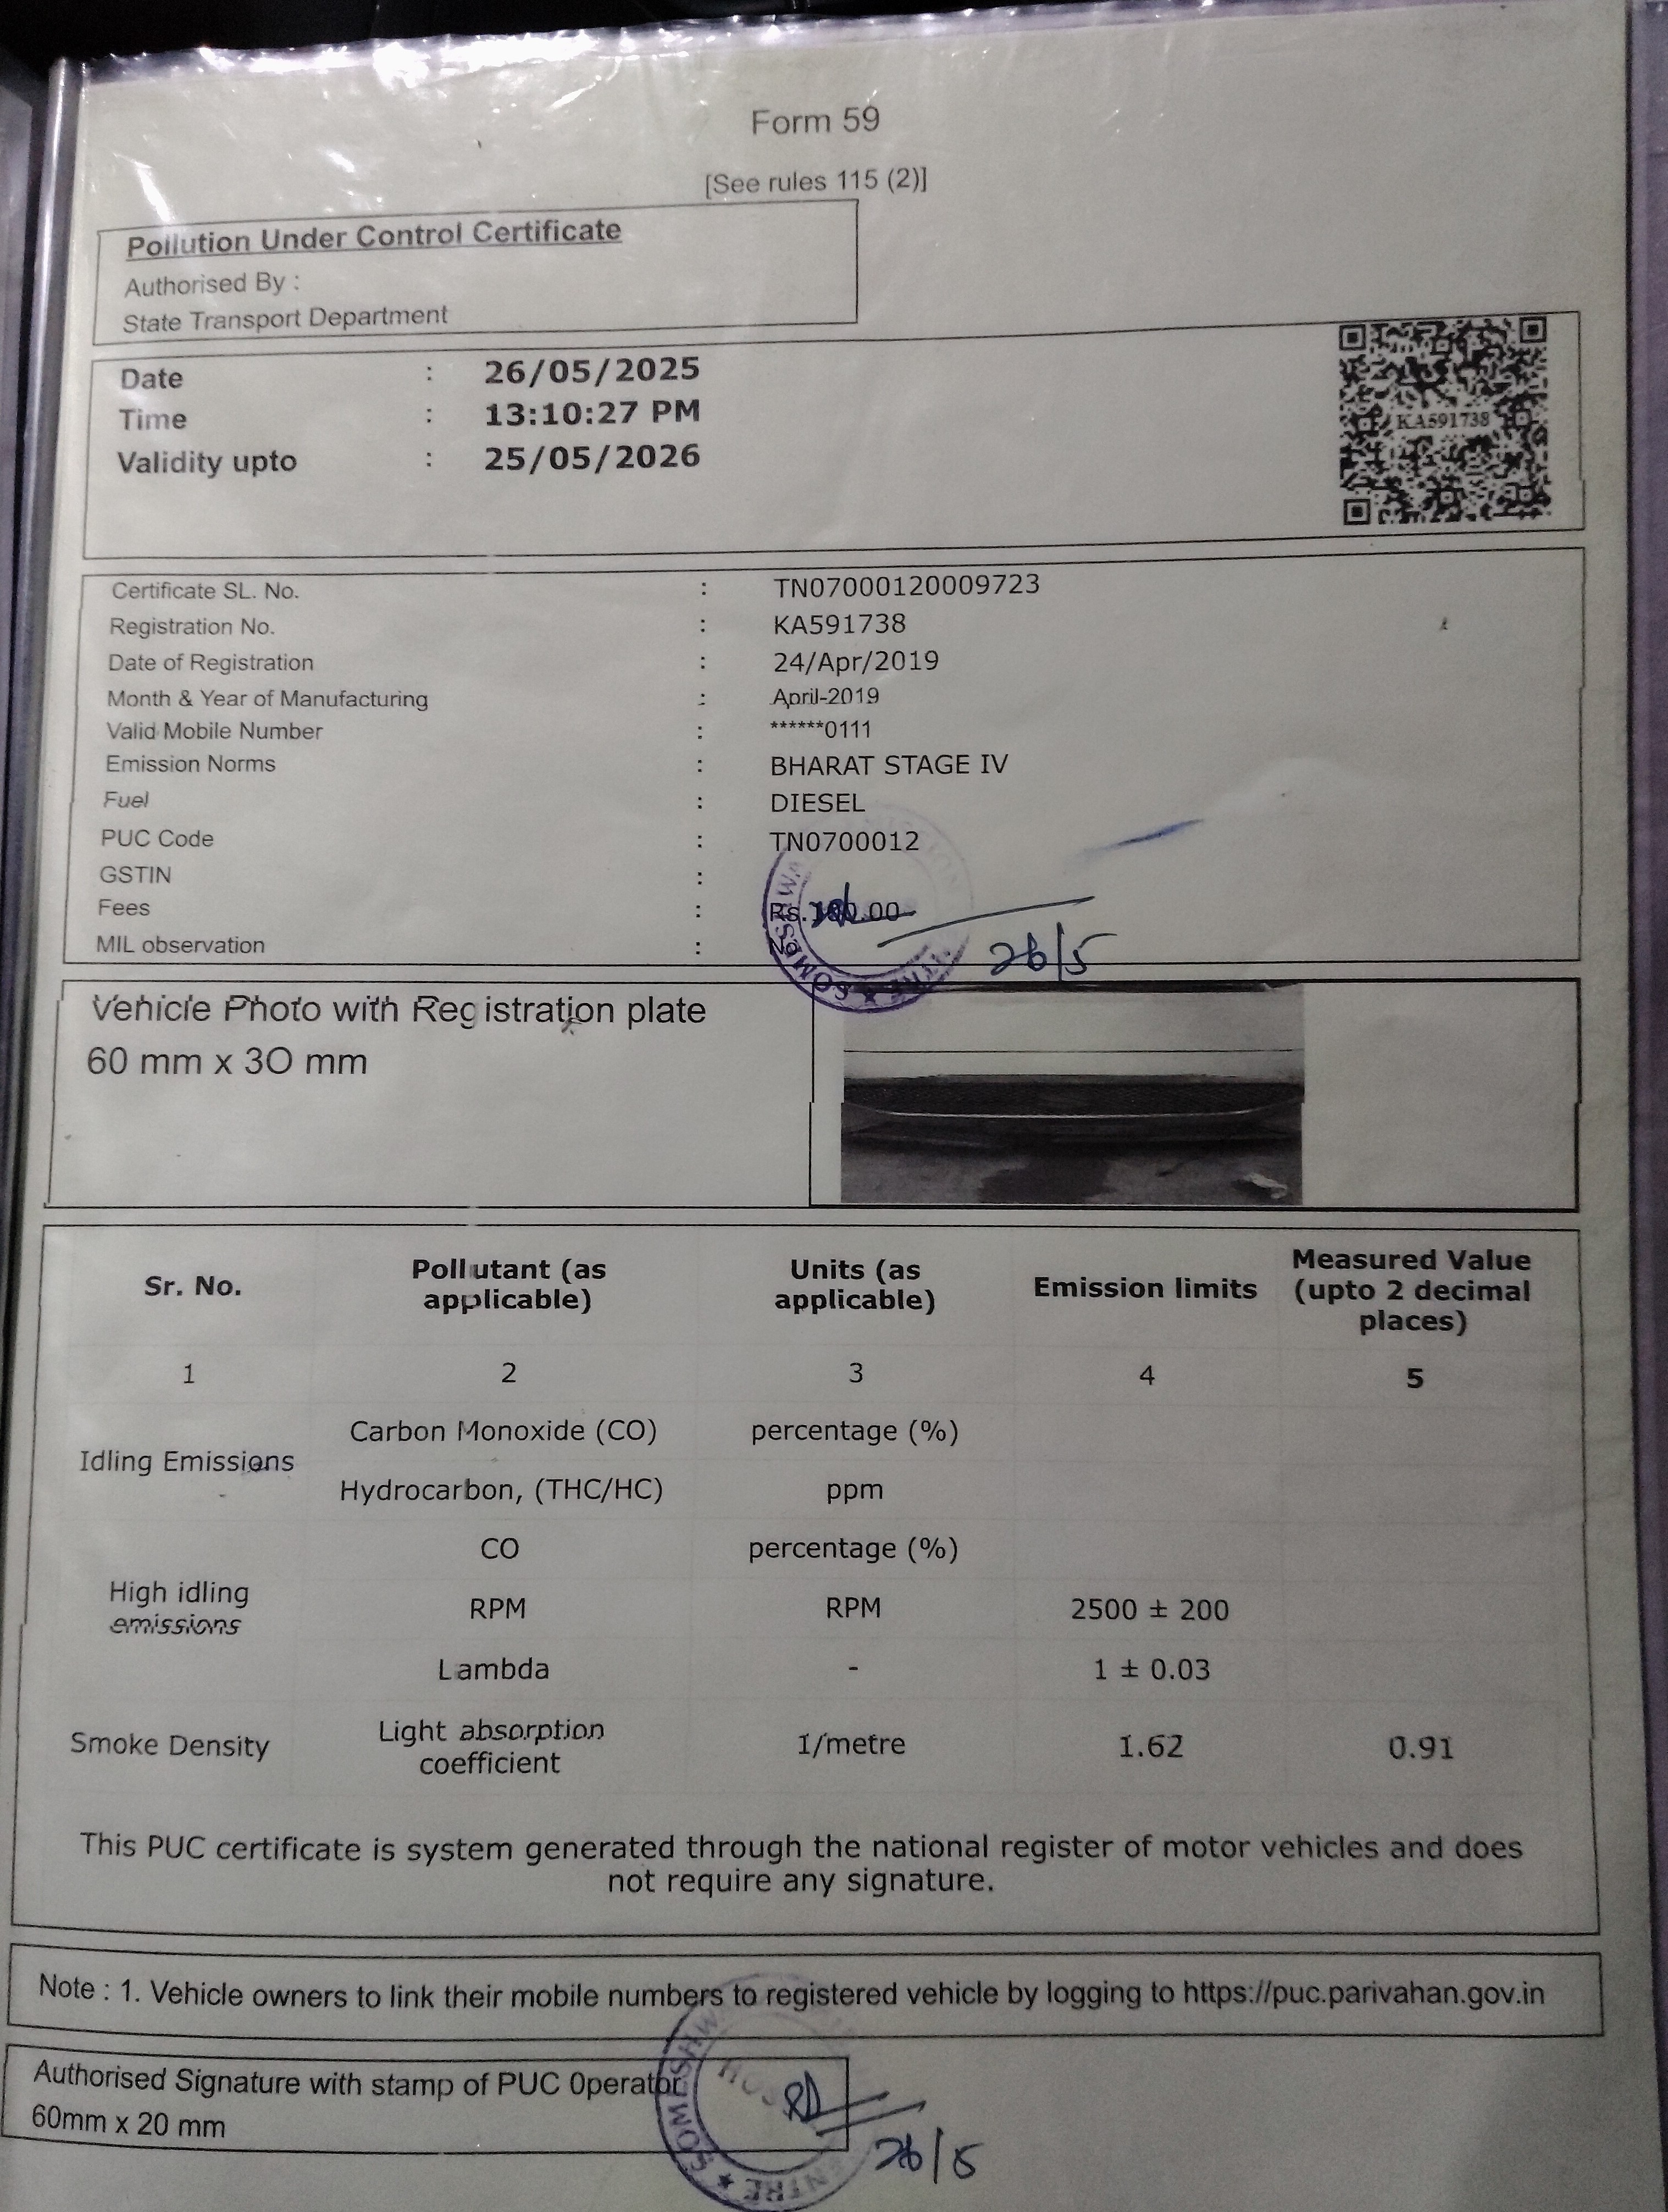 Form 59
[See rules 115 (2)]
Pollution Under Control Certificate
Authorised By :
State Transport Department
Date : 26/05/2025
Time : 13:10:27 PM
Validity upto : 25/05/2026
KA591738
Certificate SL. No. : TN07000120009723
Registration No. : KA591738
Date of Registration : 24/Apr/2019
Month & Year of Manufacturing : April-2019
Valid Mobile Number : ******0111
Emission Norms : BHARAT STAGE IV
Fuel : DIESEL
PUC Code : TN0700012
GSTIN :
Fees : Rs. .00
MIL observation : No
26/5
Vehicle Photo with Registration plate
60 mm x 3O mm
Sr. No. Pollutant (as applicable) Units (as applicable) Emission limits Measured Value (upto 2 decimal places)
1 2 3 4 5
Idling Emissions Carbon Monoxide (CO) percentage (%)
Hydrocarbon, (THC/HC) ppm
High idling emissions CO percentage (%)
RPM RPM 2500 ± 200
Lambda - 1 ± 0.03
Smoke Density Light absorption coefficient 1/metre 1.62 0.91
This PUC certificate is system generated through the national register of motor vehicles and does
not require any signature.
Note : 1. Vehicle owners to link their mobile numbers to registered vehicle by logging to https://puc.parivahan.gov.in
Authorised Signature with stamp of PUC 0perator
60mm x 20 mm
26/5